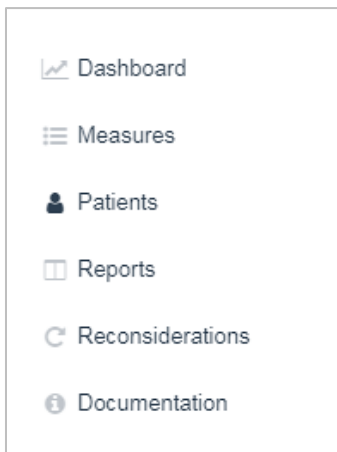 Dashboard
Measures
Patients
Reports
Reconsiderations
Documentation